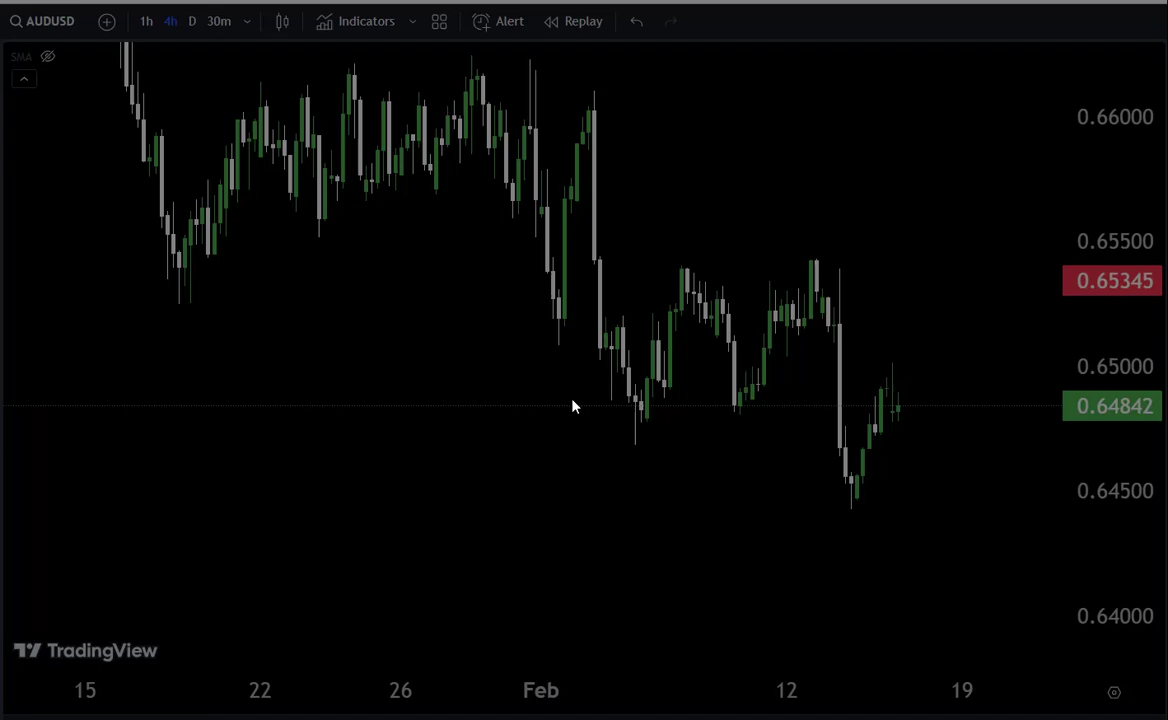 AUDUSD 1h 4h D 30m Indicators Alert Replay
SMA
0.66000
0.65500
0.65345
0.65000
0.64842
0.64500
0.64000
TradingView
15 22 26 Feb 12 19